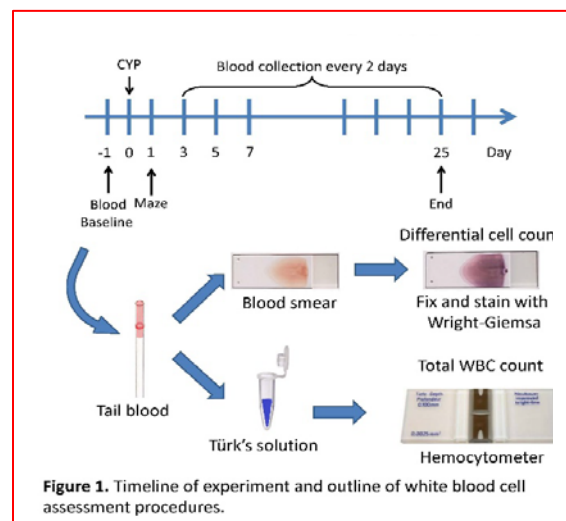 CYP
Blood collection every 2 days
-1 0 1 3 5 7 25 Day
Blood
Baseline
Maze
End
Differential cell coun
Blood smear
Fix and stain with
Wright-Giemsa
Total WBC count
Tail blood
Türk's solution
Hemocytometer
Figure 1. Timeline of experiment and outline of white blood cell
assessment procedures.